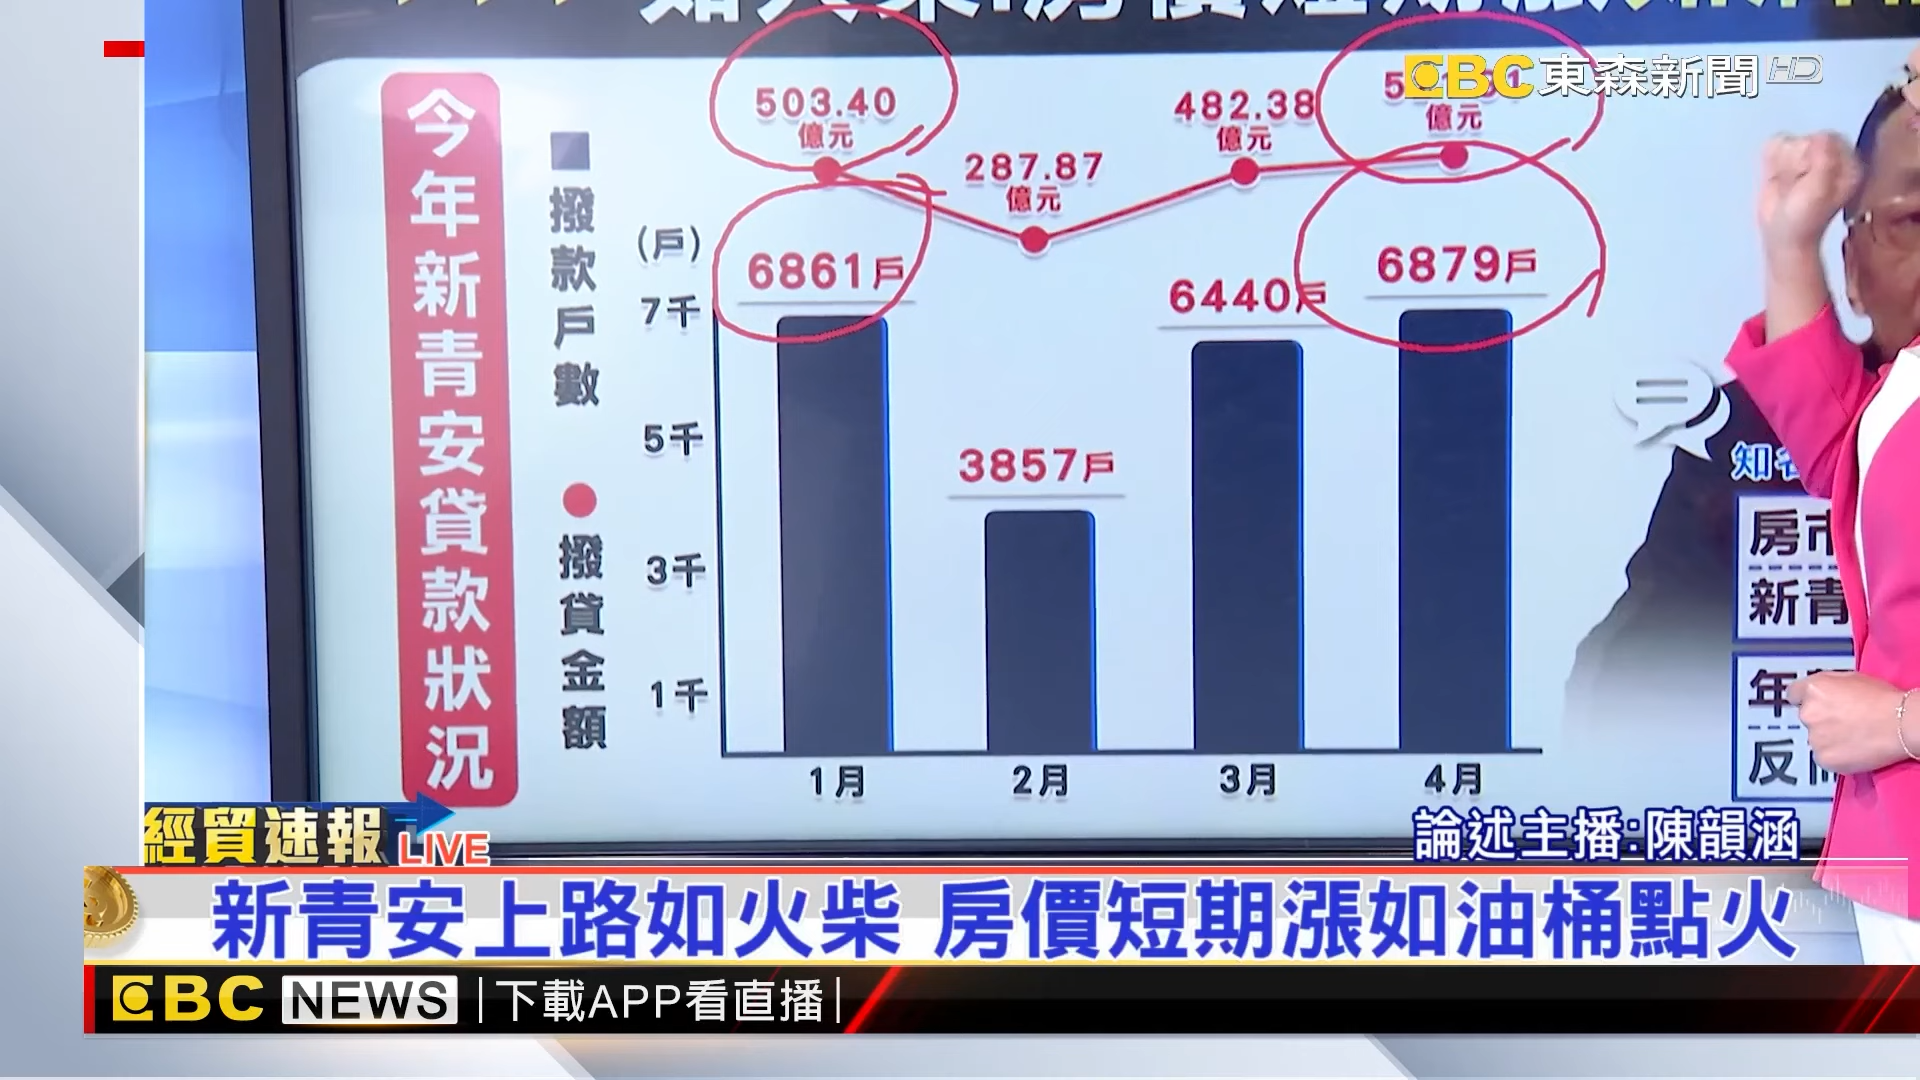 EBC東森新聞HD
今年新青安貸款狀況
撥款戶數
撥貸金額
(戶)
7千
5千
3千
1千
503.40
億元
287.87
億元
482.38
億元
億元
6861戶
3857戶
6440戶
6879戶
1月
2月
3月
4月
房市
新青
論述主播:陳韻涵
經貿速報
LIVE
新青安上路如火柴 房價短期漲如油桶點火
EBC NEWS |下載APP看直播|